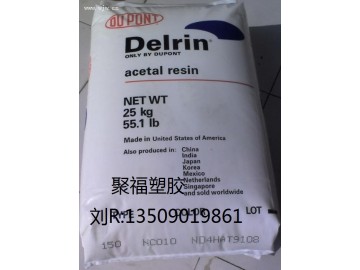 DUPONT
Delrin®
ONLY BY DUPONT
acetal resin
NET WT
25 kg
55.1 lb
Made in United States of America
Also produced in: China
India
Japan
Korea
Mexico
Netherlands
Singapore
and sold worldwide
聚福塑胶
刘R:13509019861
LOT
150 NC010